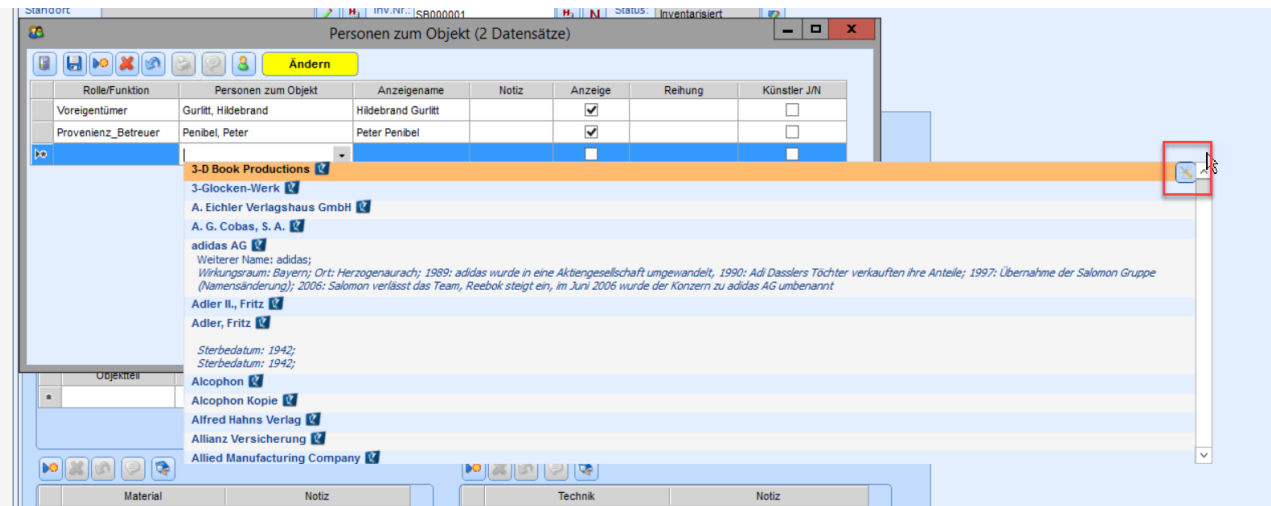 Standort
Inv.Nr.: SB000001
Status: Inventarisiert
Personen zum Objekt (2 Datensätze)
Ändern
Rolle/Funktion Personen zum Objekt Anzeigename Notiz Anzeige Reihung Künstler J/N
Voreigentümer Gurlitt, Hildebrand Hildebrand Gurlitt
Provenienz_Betreuer Penibel, Peter Peter Penibel
3-D Book Productions
3-Glocken-Werk
A. Eichler Verlagshaus GmbH
A. G. Cobas, S. A.
adidas AG
Weiterer Name: adidas;
Wirkungsraum: Bayern; Ort: Herzogenaurach; 1989: adidas wurde in eine Aktiengesellschaft umgewandelt, 1990: Adi Dasslers Töchter verkauften ihre Anteile; 1997: Übernahme der Salomon Gruppe
(Namensänderung); 2006: Salomon verlässt das Team, Reebok steigt ein, im Juni 2006 wurde der Konzern zu adidas AG umbenannt
Adler II., Fritz
Adler, Fritz
Sterbedatum: 1942;
Sterbedatum: 1942;
Alcophon
Alcophon Kopie
Alfred Hahns Verlag
Allianz Versicherung
Allied Manufacturing Company
Objektteil
Material Notiz Technik Notiz